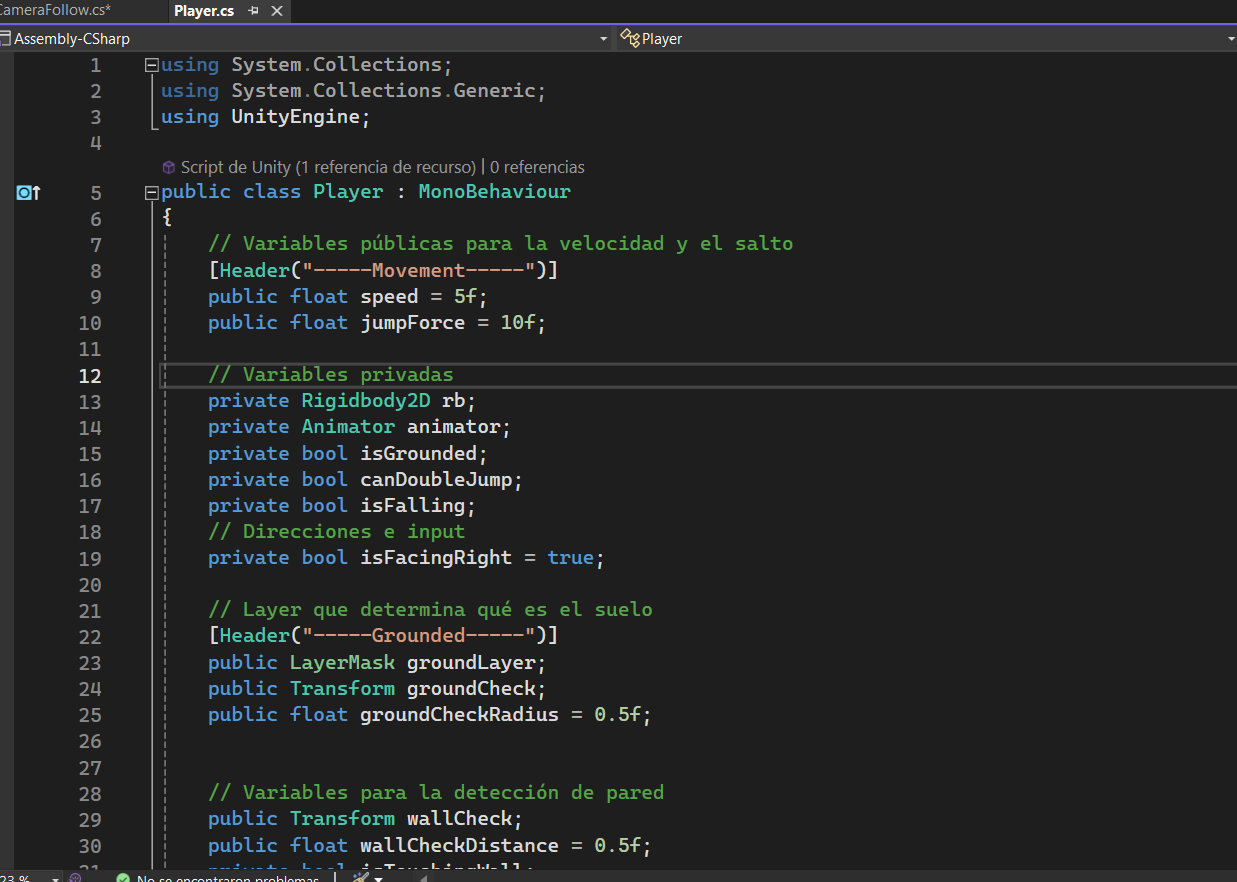 CameraFollow.cs*
Player.cs
Assembly-CSharp
Player
1 using System.Collections;
2 using System.Collections.Generic;
3 using UnityEngine;
4
Script de Unity (1 referencia de recurso) | 0 referencias
5 public class Player : MonoBehaviour
6 {
7 // Variables públicas para la velocidad y el salto
8 [Header("-----Movement-----")]
9 public float speed = 5f;
10 public float jumpForce = 10f;
11
12 // Variables privadas
13 private Rigidbody2D rb;
14 private Animator animator;
15 private bool isGrounded;
16 private bool canDoubleJump;
17 private bool isFalling;
18 // Direcciones e input
19 private bool isFacingRight = true;
20
21 // Layer que determina qué es el suelo
22 [Header("-----Grounded-----")]
23 public LayerMask groundLayer;
24 public Transform groundCheck;
25 public float groundCheckRadius = 0.5f;
26
27
28 // Variables para la detección de pared
29 public Transform wallCheck;
30 public float wallCheckDistance = 0.5f;
31 private bool isTouchingWall;
23 % No se encontraron problemas